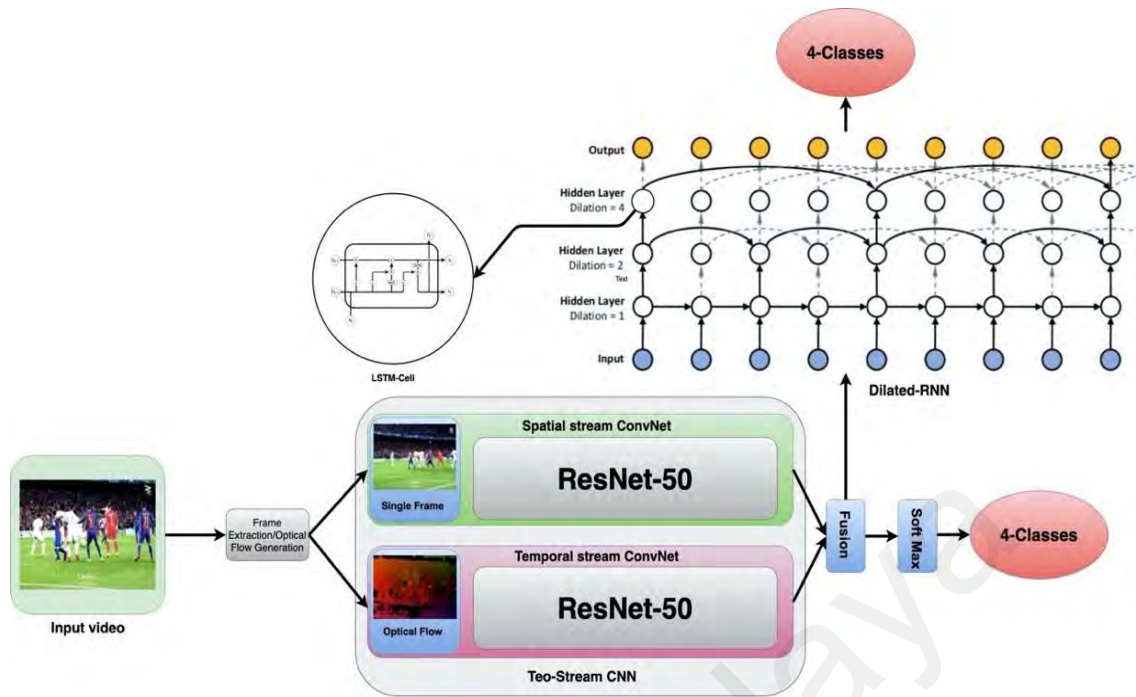 4-Classes
Output
Hidden Layer
Dilation = 4
Hidden Layer
Dilation = 2
Text
Hidden Layer
Dilation = 1
Input
Dilated-RNN
LSTM-Cell
Spatial stream ConvNet
ResNet-50
Single Frame
Temporal stream ConvNet
ResNet-50
Optical Flow
Teo-Stream CNN
Input video
Frame
Extraction/Optical
Flow Generation
Fusion
Soft Max
4-Classes